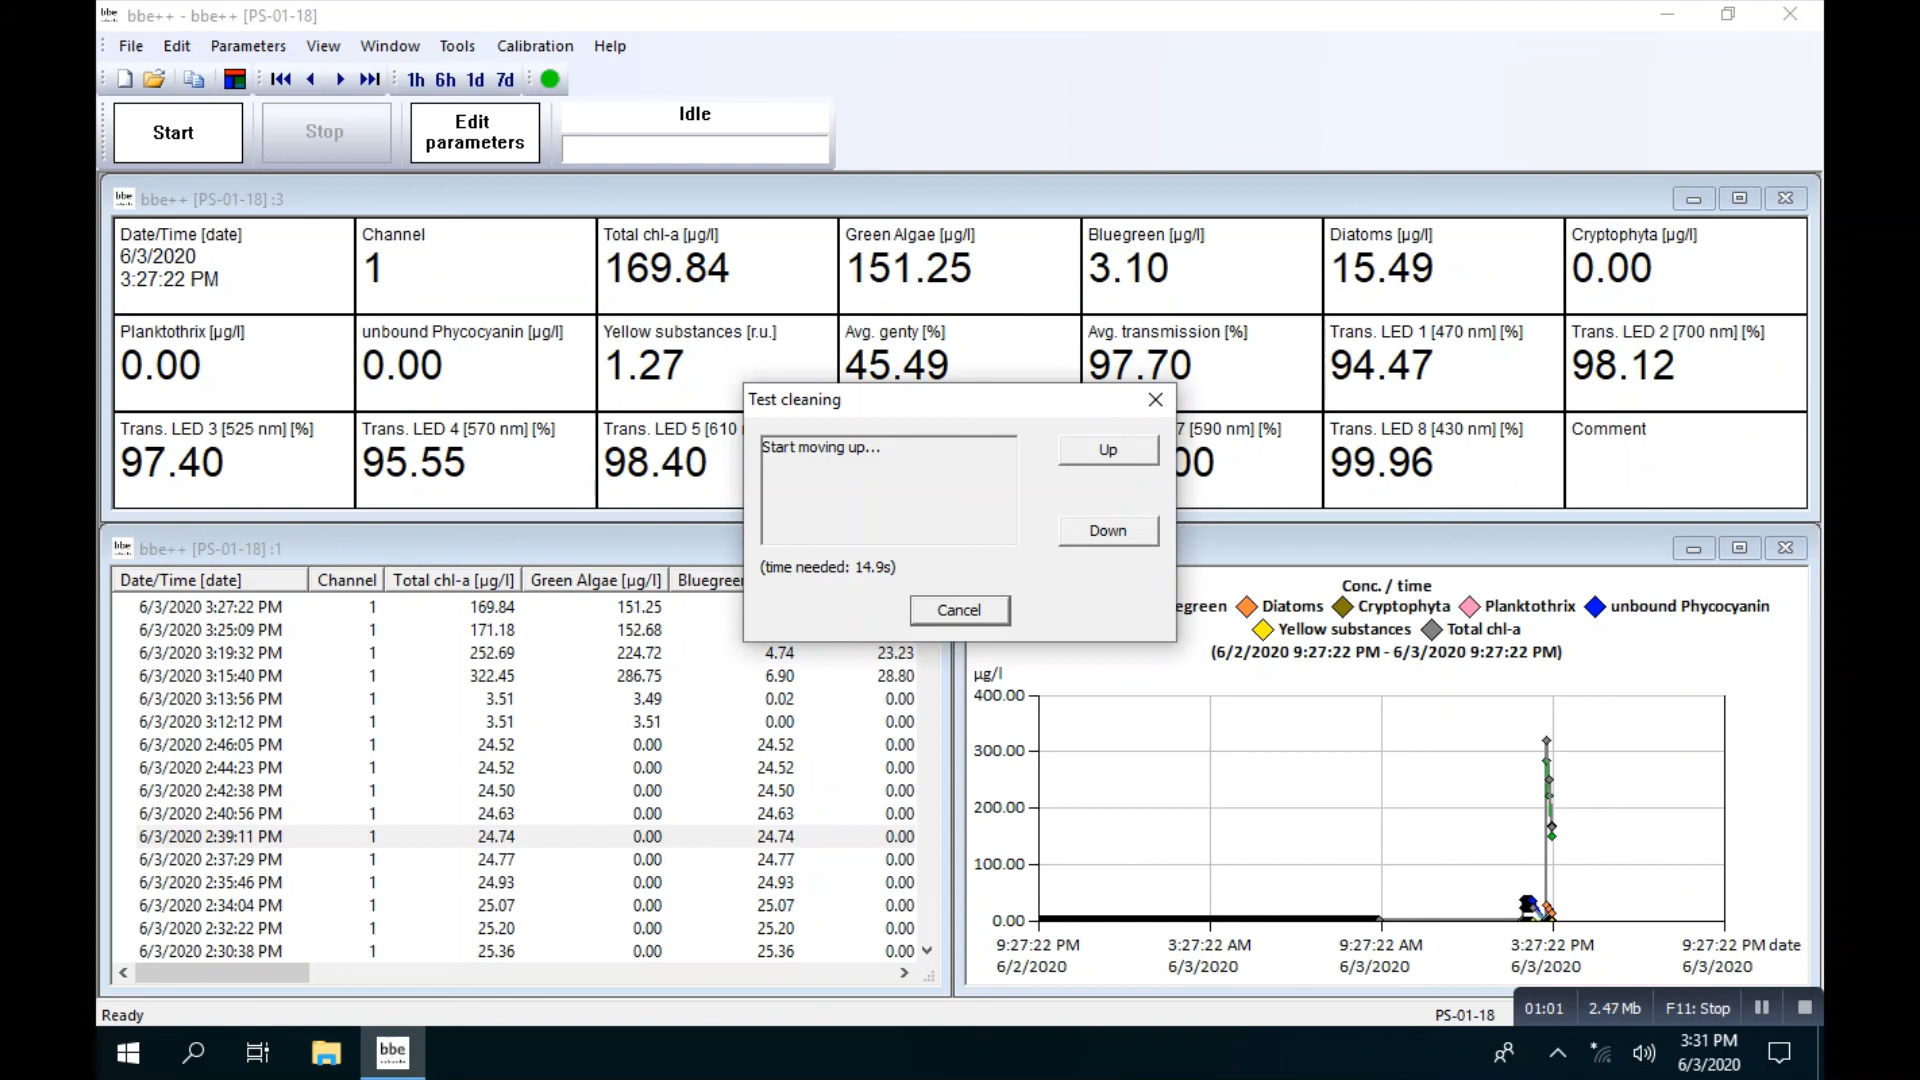 bbe bbe++ - bbe++ [PS-01-18]
File Edit Parameters View Window Tools Calibration Help
1h 6h 1d 7d
Start
Stop
Edit
parameters
Idle
bbe bbe++ [PS-01-18] :3
Date/Time [date]
6/3/2020
3:27:22 PM
Channel
1
Total chl-a [µg/l]
169.84
Green Algae [µg/l]
151.25
Bluegreen [µg/l]
3.10
Diatoms [µg/l]
15.49
Cryptophyta [µg/l]
0.00
Planktothrix [µg/l]
0.00
unbound Phycocyanin [µg/l]
0.00
Yellow substances [r.u.]
1.27
Avg. genty [%]
45.49
Avg. transmission [%]
97.70
Trans. LED 1 [470 nm] [%]
94.47
Trans. LED 2 [700 nm] [%]
98.12
Trans. LED 3 [525 nm] [%]
97.40
Trans. LED 4 [570 nm] [%]
95.55
Trans. LED 5 [610
98.40
7 [590 nm] [%]
00
Trans. LED 8 [430 nm] [%]
99.96
Comment
Test cleaning
Start moving up...
Up
Down
(time needed: 14.9s)
Cancel
bbe bbe++ [PS-01-18] :1
Date/Time [date] Channel Total chl-a [µg/l] Green Algae [µg/l] Bluegree
6/3/2020 3:27:22 PM 1 169.84 151.25
6/3/2020 3:25:09 PM 1 171.18 152.68
6/3/2020 3:19:32 PM 1 252.69 224.72 4.74 23.23
6/3/2020 3:15:40 PM 1 322.45 286.75 6.90 28.80
6/3/2020 3:13:56 PM 1 3.51 3.49 0.02 0.00
6/3/2020 3:12:12 PM 1 3.51 3.51 0.00 0.00
6/3/2020 2:46:05 PM 1 24.52 0.00 24.52 0.00
6/3/2020 2:44:23 PM 1 24.52 0.00 24.52 0.00
6/3/2020 2:42:38 PM 1 24.50 0.00 24.50 0.00
6/3/2020 2:40:56 PM 1 24.63 0.00 24.63 0.00
6/3/2020 2:39:11 PM 1 24.74 0.00 24.74 0.00
6/3/2020 2:37:29 PM 1 24.77 0.00 24.77 0.00
6/3/2020 2:35:46 PM 1 24.93 0.00 24.93 0.00
6/3/2020 2:34:04 PM 1 25.07 0.00 25.07 0.00
6/3/2020 2:32:22 PM 1 25.20 0.00 25.20 0.00
6/3/2020 2:30:38 PM 1 25.36 0.00 25.36 0.00
Conc. / time
egreen Diatoms Cryptophyta Planktothrix unbound Phycocyanin
Yellow substances Total chl-a
(6/2/2020 9:27:22 PM - 6/3/2020 9:27:22 PM)
µg/l
400.00
300.00
200.00
100.00
0.00
9:27:22 PM 3:27:22 AM 9:27:22 AM 3:27:22 PM 9:27:22 PM date
6/2/2020 6/3/2020 6/3/2020 6/3/2020 6/3/2020
Ready
PS-01-18
01:01 2.47 Mb F11: Stop
bbe
3:31 PM
6/3/2020